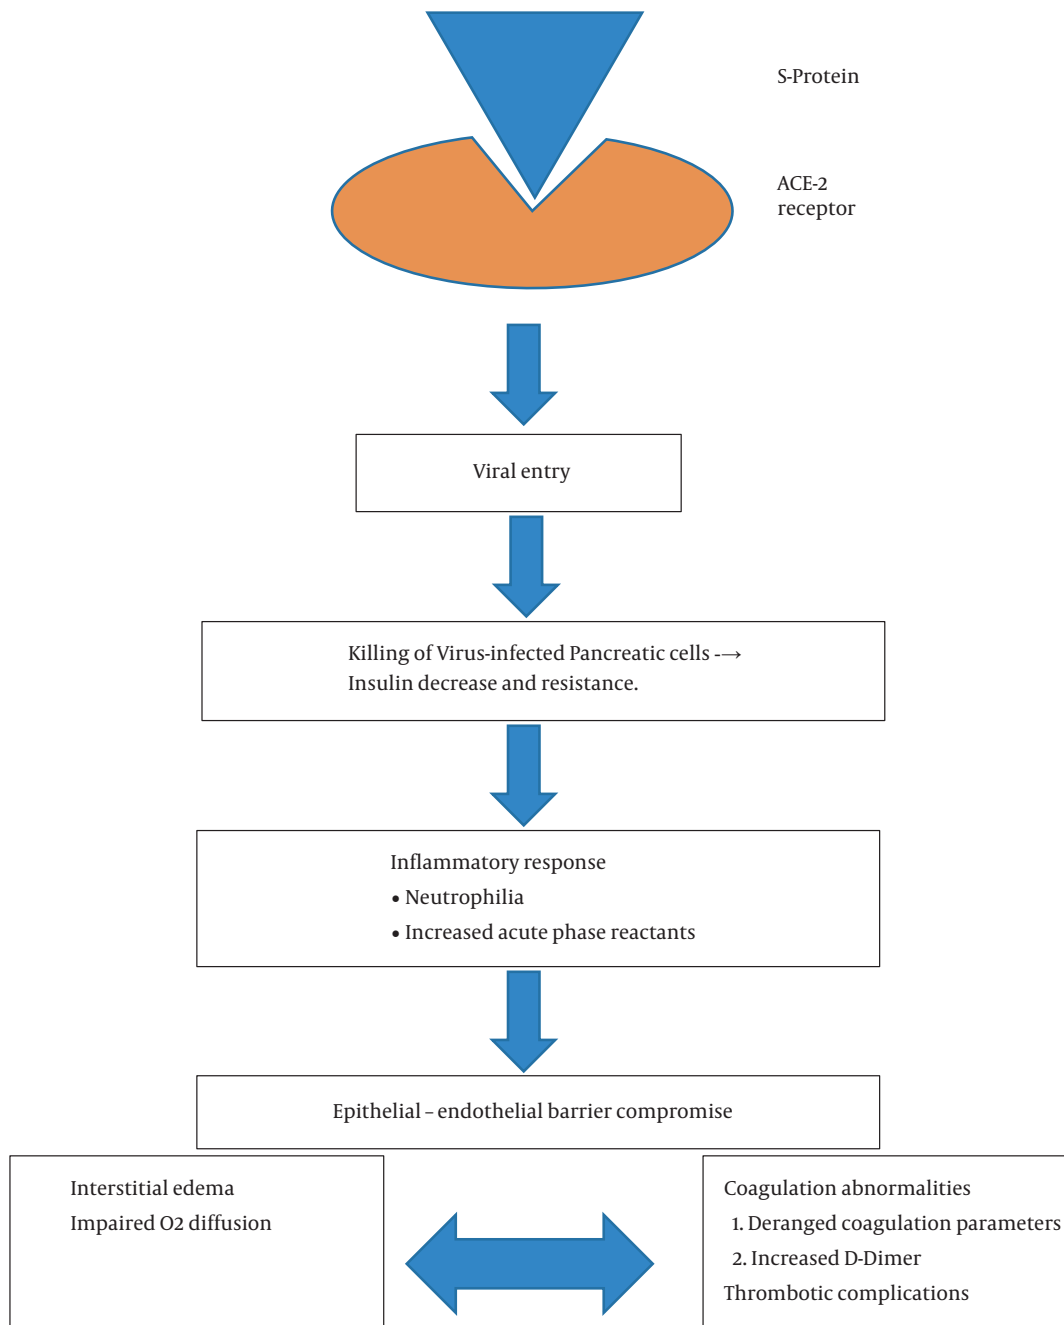 S-Protein
ACE-2
receptor
Viral entry
Killing of Virus-infected Pancreatic cells -→
Insulin decrease and resistance.
Inflammatory response
• Neutrophilia
• Increased acute phase reactants
Epithelial – endothelial barrier compromise
Interstitial edema
Impaired O2 diffusion
Coagulation abnormalities
1. Deranged coagulation parameters
2. Increased D-Dimer
Thrombotic complications